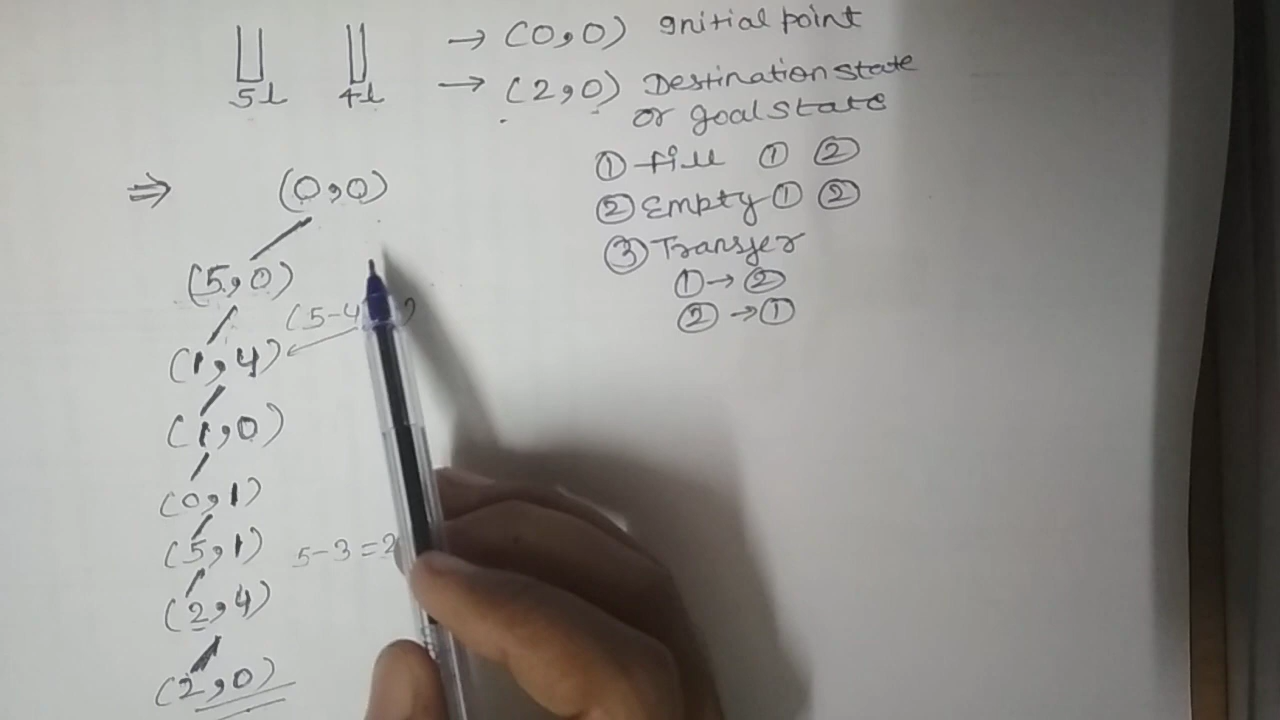 5l 4l → (0,0) Initial point
→ (2,0) Destination state
or goal state
① fill ① ②
② Empty ① ②
③ Transfer
① → ②
② → ①
⇒ (0,0)
(5,0)
(5-4
(1,4)
(1,0)
(0,1)
(5,1) 5-3=2
(2,4)
(2,0)